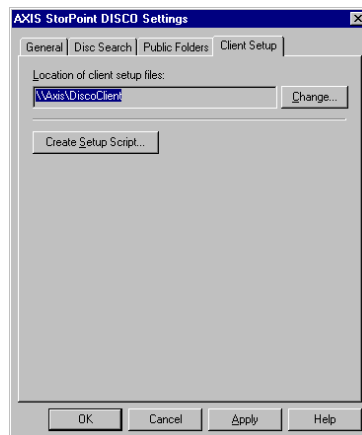 AXIS StorPoint DISCO Settings
General Disc Search Public Folders Client Setup
Location of client setup files:
\\Axis\DiscoClient
Change...
Create Setup Script...
OK Cancel Apply Help